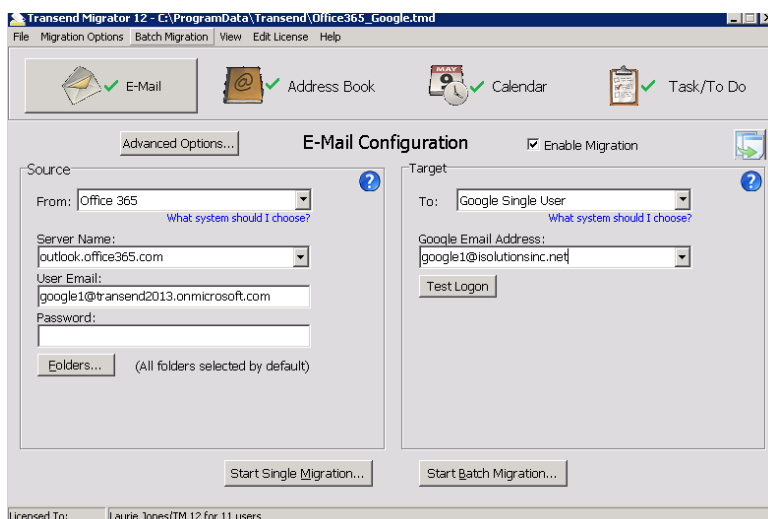 Transend Migrator 12 - C:\ProgramData\Transend\Office365_Google.tmd
File Migration Options Batch Migration View Edit License Help
E-Mail Address Book MAY 9 Calendar Task/To Do
Advanced Options... E-Mail Configuration Enable Migration
Source Target
From: Office 365 To: Google Single User
What system should I choose? What system should I choose?
Server Name: Google Email Address:
outlook.office365.com google1@isolutionsinc.net
User Email: Test Logon
google1@transend2013.onmicrosoft.com
Password:
Folders... (All folders selected by default)
Start Single Migration... Start Batch Migration...
Licensed To: Laurie Jones/TM 12 for 11 users